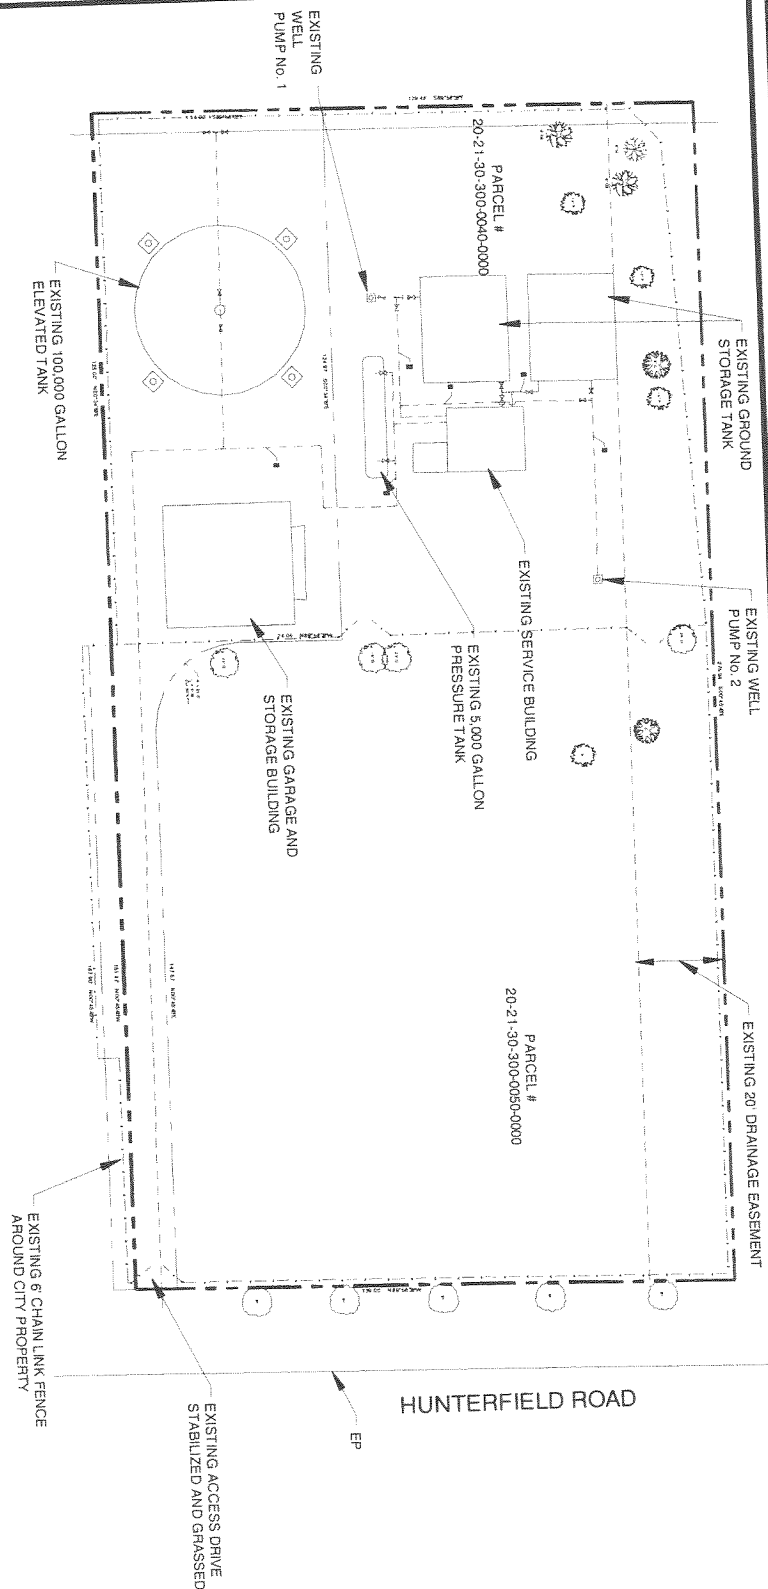 EXISTING
WELL
PUMP No. 1
PARCEL #
20-21-30-300-0040-0000
EXISTING GROUND
STORAGE TANK
EXISTING 100,000 GALLON
ELEVATED TANK
EXISTING WELL
PUMP No. 2
EXISTING SERVICE BUILDING
EXISTING 5,000 GALLON
PRESSURE TANK
EXISTING GARAGE AND
STORAGE BUILDING
PARCEL #
20-21-30-300-0050-0000
EXISTING 20' DRAINAGE EASEMENT
EXISTING 6' CHAIN LINK FENCE
AROUND CITY PROPERTY
EXISTING ACCESS DRIVE
STABILIZED AND GRASSED
EP
HUNTERFIELD ROAD